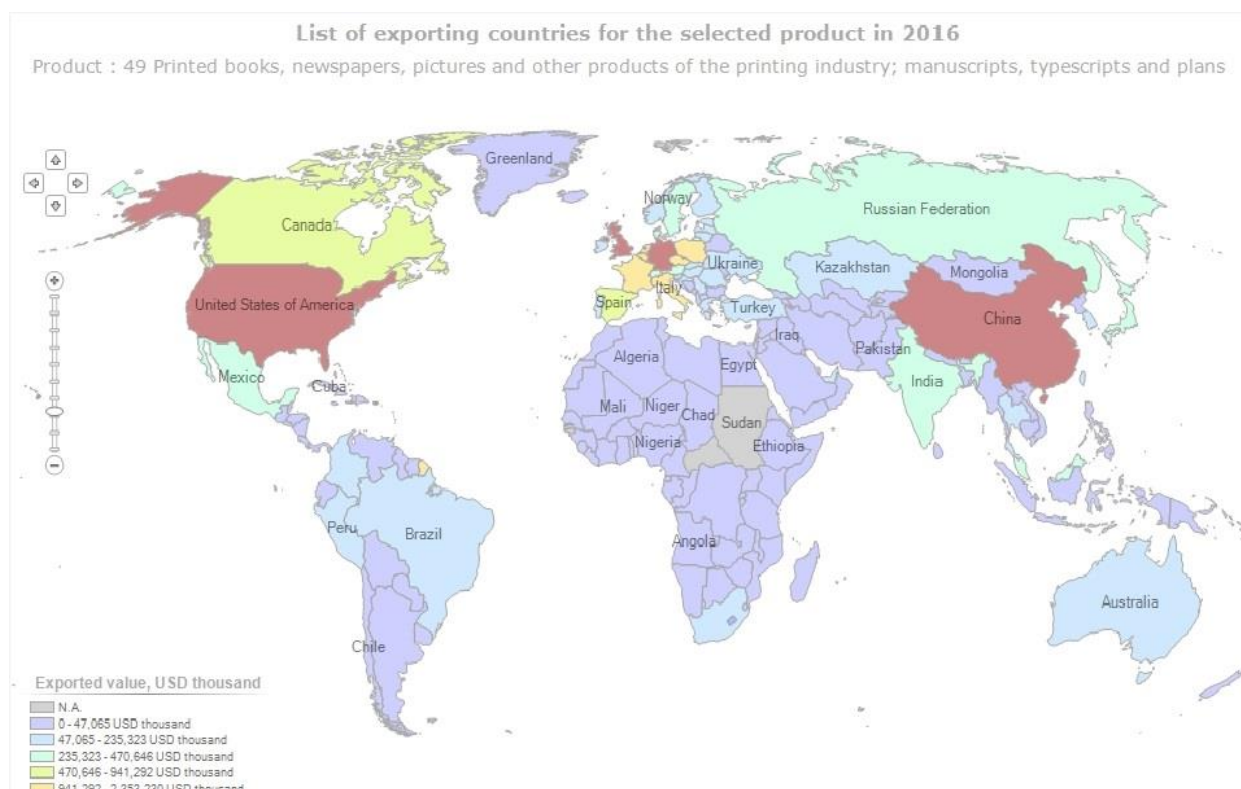 List of exporting countries for the selected product in 2016
Product : 49 Printed books, newspapers, pictures and other products of the printing industry; manuscripts, typescripts and plans
Greenland
Norway
Russian Federation
Canada
Ukraine
Kazakhstan
Mongolia
United States of America
Spain
Italy
Turkey
China
Iraq
Pakistan
Algeria
Egypt
Mexico
Cuba
India
Mali
Niger
Chad
Sudan
Nigeria
Ethiopia
Peru
Brazil
Angola
Australia
Chile
Exported value, USD thousand
N.A.
0 - 47,065 USD thousand
47,065 - 235,323 USD thousand
235,323 - 470,646 USD thousand
470,646 - 941,292 USD thousand